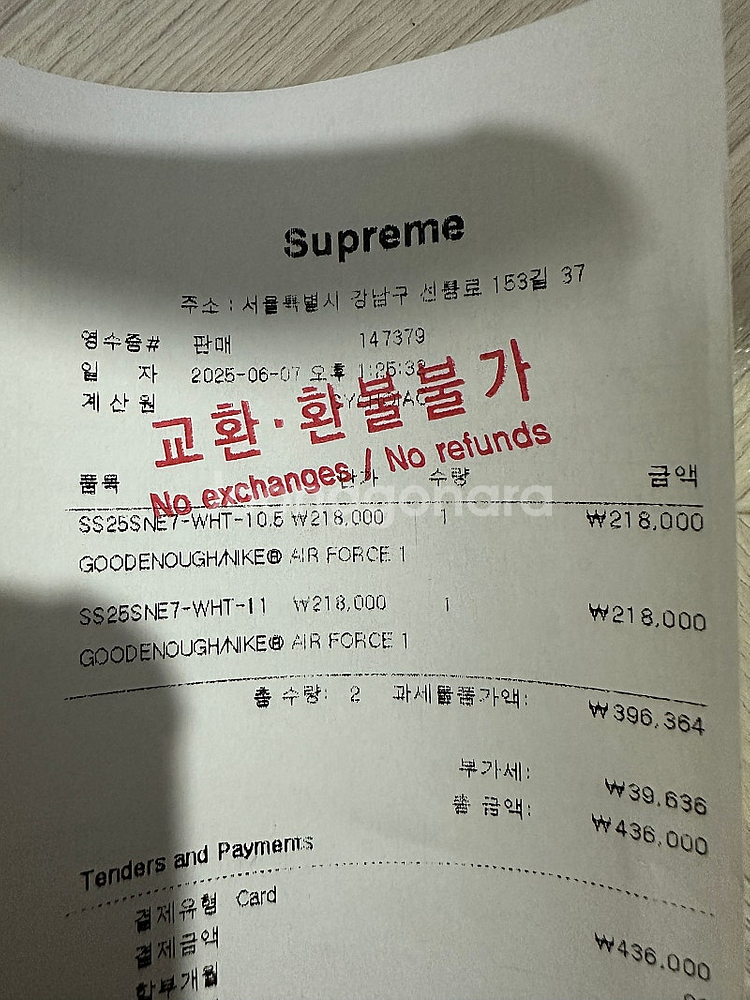 Supreme
주소 : 서울특별시 강남구 선릉로 153길 37
영수증# 판매 147379
일 자 2025-06-07 오후 1:25:33
계산원
교환·환불불가
No exchanges / No refunds
품목 단가 수량 금액
SS25SNE7-WHT-10.5 ₩218,000 1 ₩218,000
GOODENOUGH/NIKE® AIR FORCE 1
SS25SNE7-WHT-11 ₩218,000 1 ₩218,000
GOODENOUGH/NIKE® AIR FORCE 1
총 수량: 2 과세물품가액: ₩396,364
부가세: ₩39,636
총 금액: ₩436,000
Tenders and Payments
결제유형 Card
결제금액 ₩436,000
할부개월